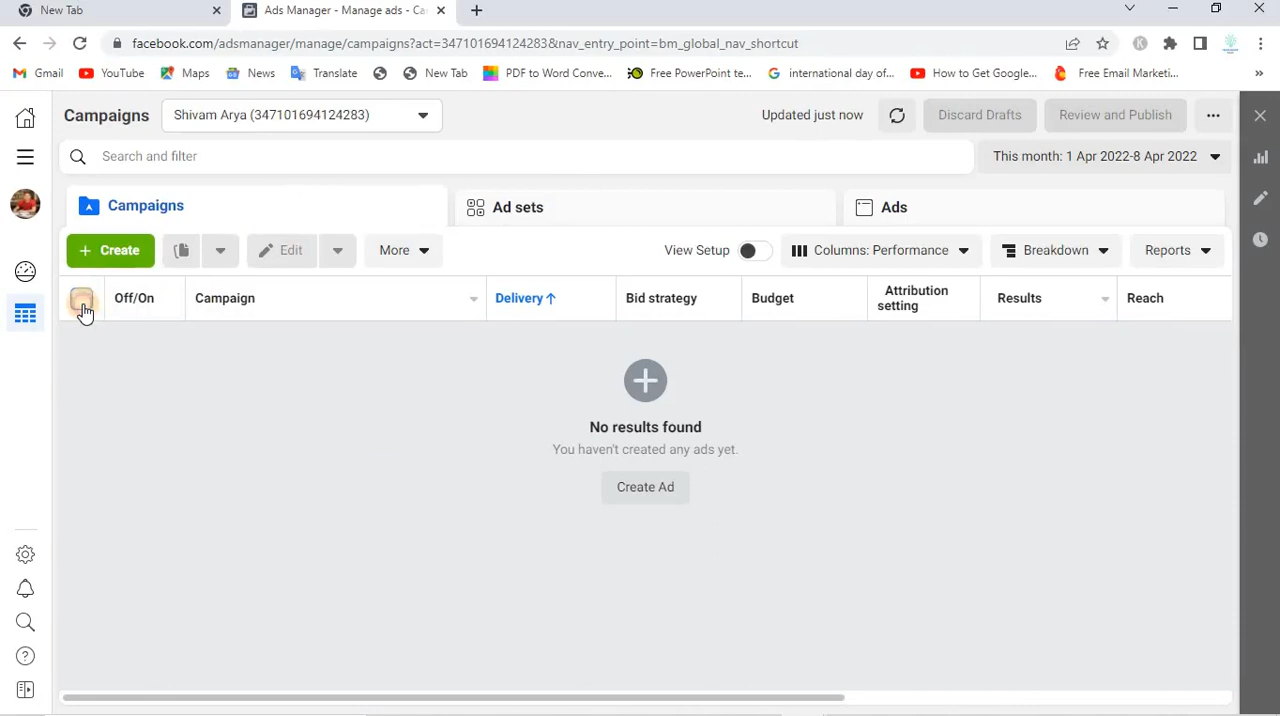 New Tab
Ads Manager - Manage ads - Ca
facebook.com/adsmanager/manage/campaigns?act=347101694124283&nav_entry_point=bm_global_nav_shortcut
Gmail
YouTube
Maps
News
Translate
New Tab
PDF to Word Conve...
Free PowerPoint te...
international day of...
How to Get Google...
Free Email Marketi...
Campaigns
Shivam Arya (347101694124283)
Updated just now
Discard Drafts
Review and Publish
Search and filter
This month: 1 Apr 2022-8 Apr 2022
Campaigns
Ad sets
Ads
+ Create
Edit
More
View Setup
Columns: Performance
Breakdown
Reports
Off/On
Campaign
Delivery ↑
Bid strategy
Budget
Attribution
setting
Results
Reach
No results found
You haven't created any ads yet.
Create Ad